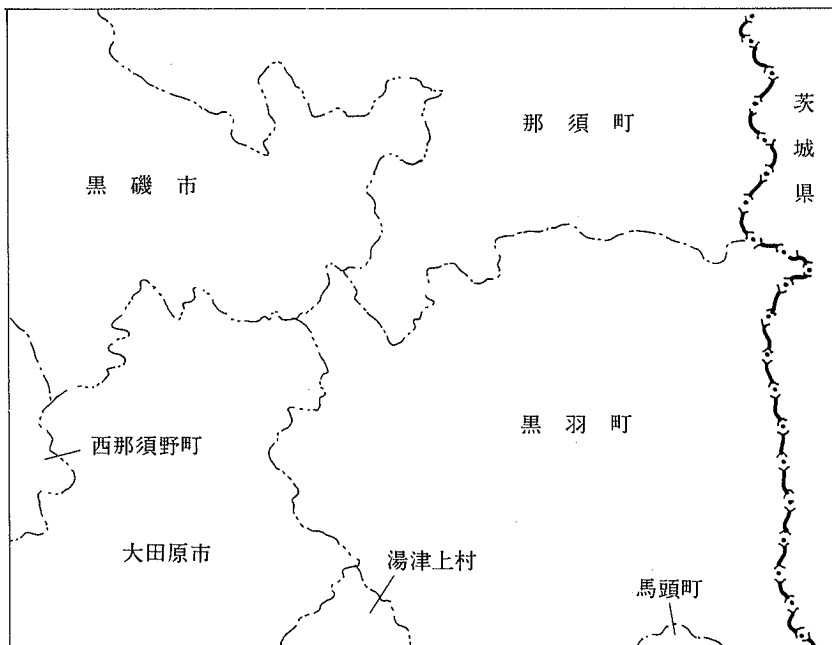 茨城県
那須町
黒磯市
黒羽町
西那須野町
大田原市
湯津上村
馬頭町